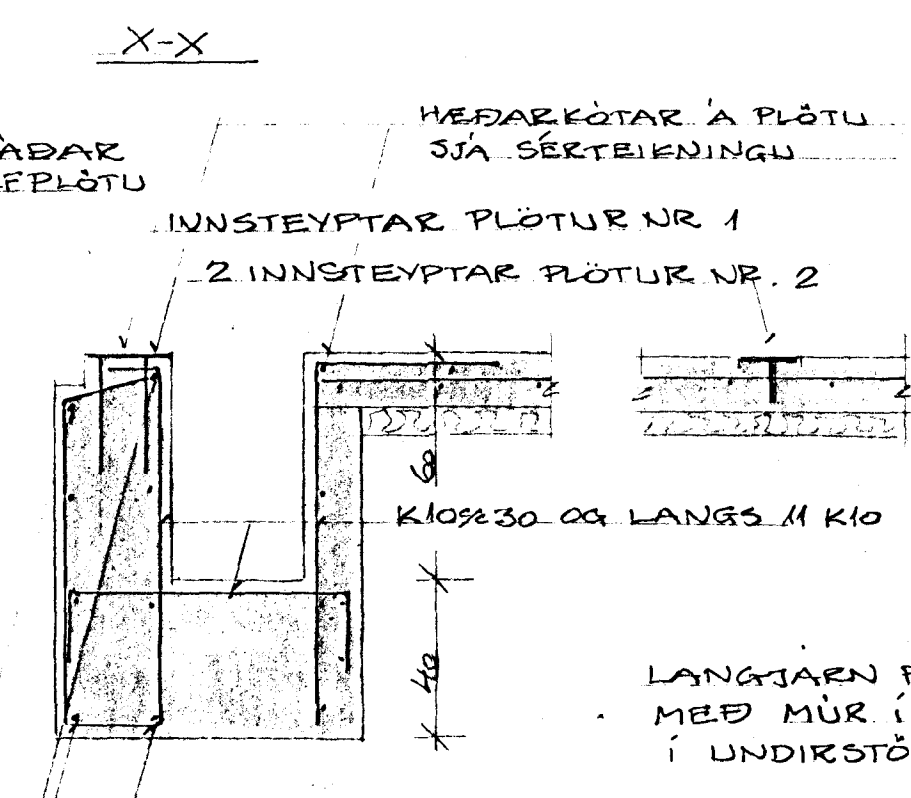 X-X
HÆÐARKÓTAR Á PLÖTU
SJÁ SÉRTEIKNINGU
INNSTEYPTAR PLÖTUR NR 1
2 INNSTEYPTAR PLÖTUR NR. 2
60
K10%30 OG LANGS 11 K10
40
LANGJÁRN
MEÐ MÚR Í
Í